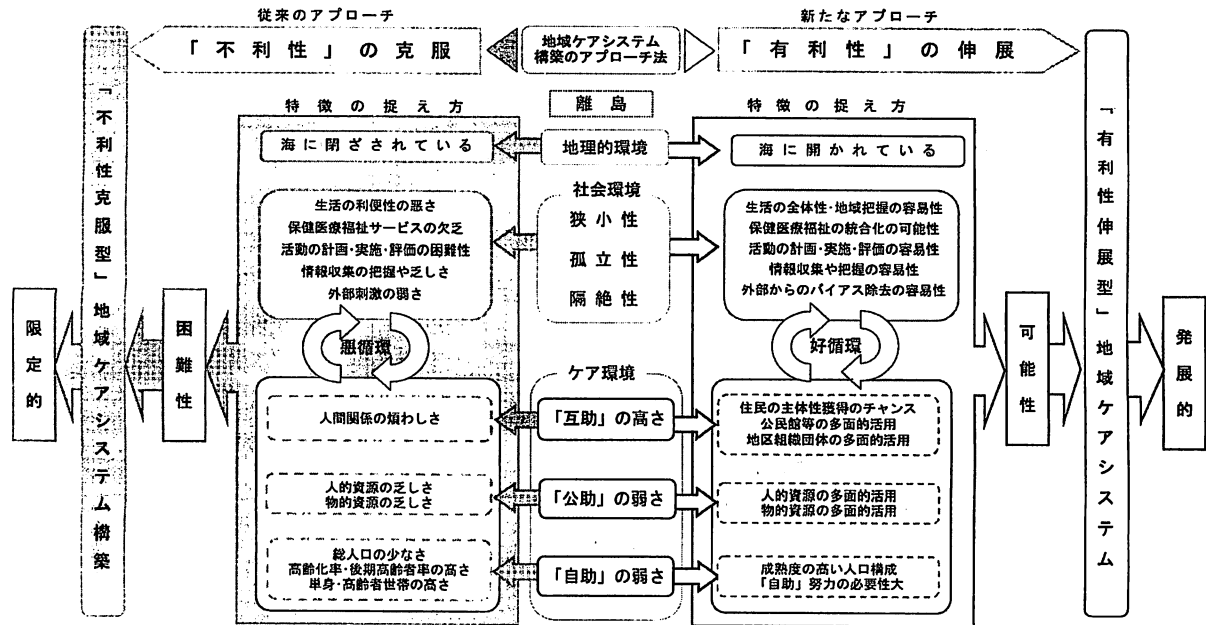 従来のアプローチ
新たなアプローチ
「不利性」の克服
地域ケアシステム
構築のアプローチ法
「有利性」の伸展
「不利性克服型」地域ケアシステム構築
限定的
困難性
特徴の捉え方
海に閉ざされている
生活の利便性の悪さ
保健医療福祉サービスの欠乏
活動の計画・実施・評価の困難性
情報収集の把握や乏しさ
外部刺激の弱さ
悪循環
人間関係の煩わしさ
人的資源の乏しさ
物的資源の乏しさ
総人口の少なさ
高齢化率・後期高齢者率の高さ
単身・高齢者世帯の高さ
離島
地理的環境
社会環境
狭小性
孤立性
隔絶性
ケア環境
「互助」の高さ
「公助」の弱さ
「自助」の弱さ
特徴の捉え方
海に開かれている
生活の全体性・地域把握の容易性
保健医療福祉の統合化の可能性
活動の計画・実施・評価の容易性
情報収集や把握の容易性
外部からのバイアス除去の容易性
好循環
住民の主体性獲得のチャンス
公民館等の多面的活用
地区組織団体の多面的活用
人的資源の多面的活用
物的資源の多面的活用
成熟度の高い人口構成
「自助」努力の必要性大
可能性
「有利性伸展型」地域ケアシステム
発展的